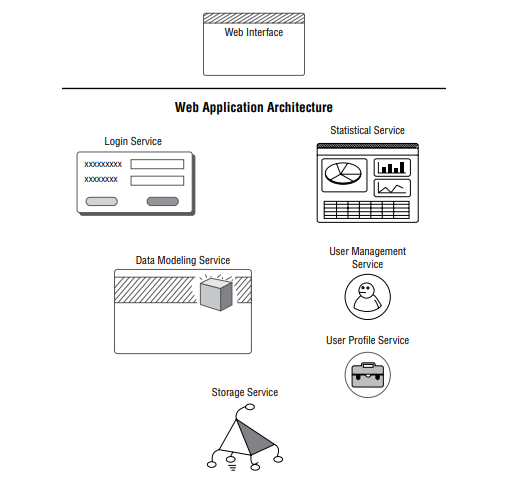 Web Interface
Web Application Architecture
Login Service
Statistical Service
xxxxxxxxx
xxxxxxxx
Data Modeling Service
User Management
Service
User Profile Service
Storage Service